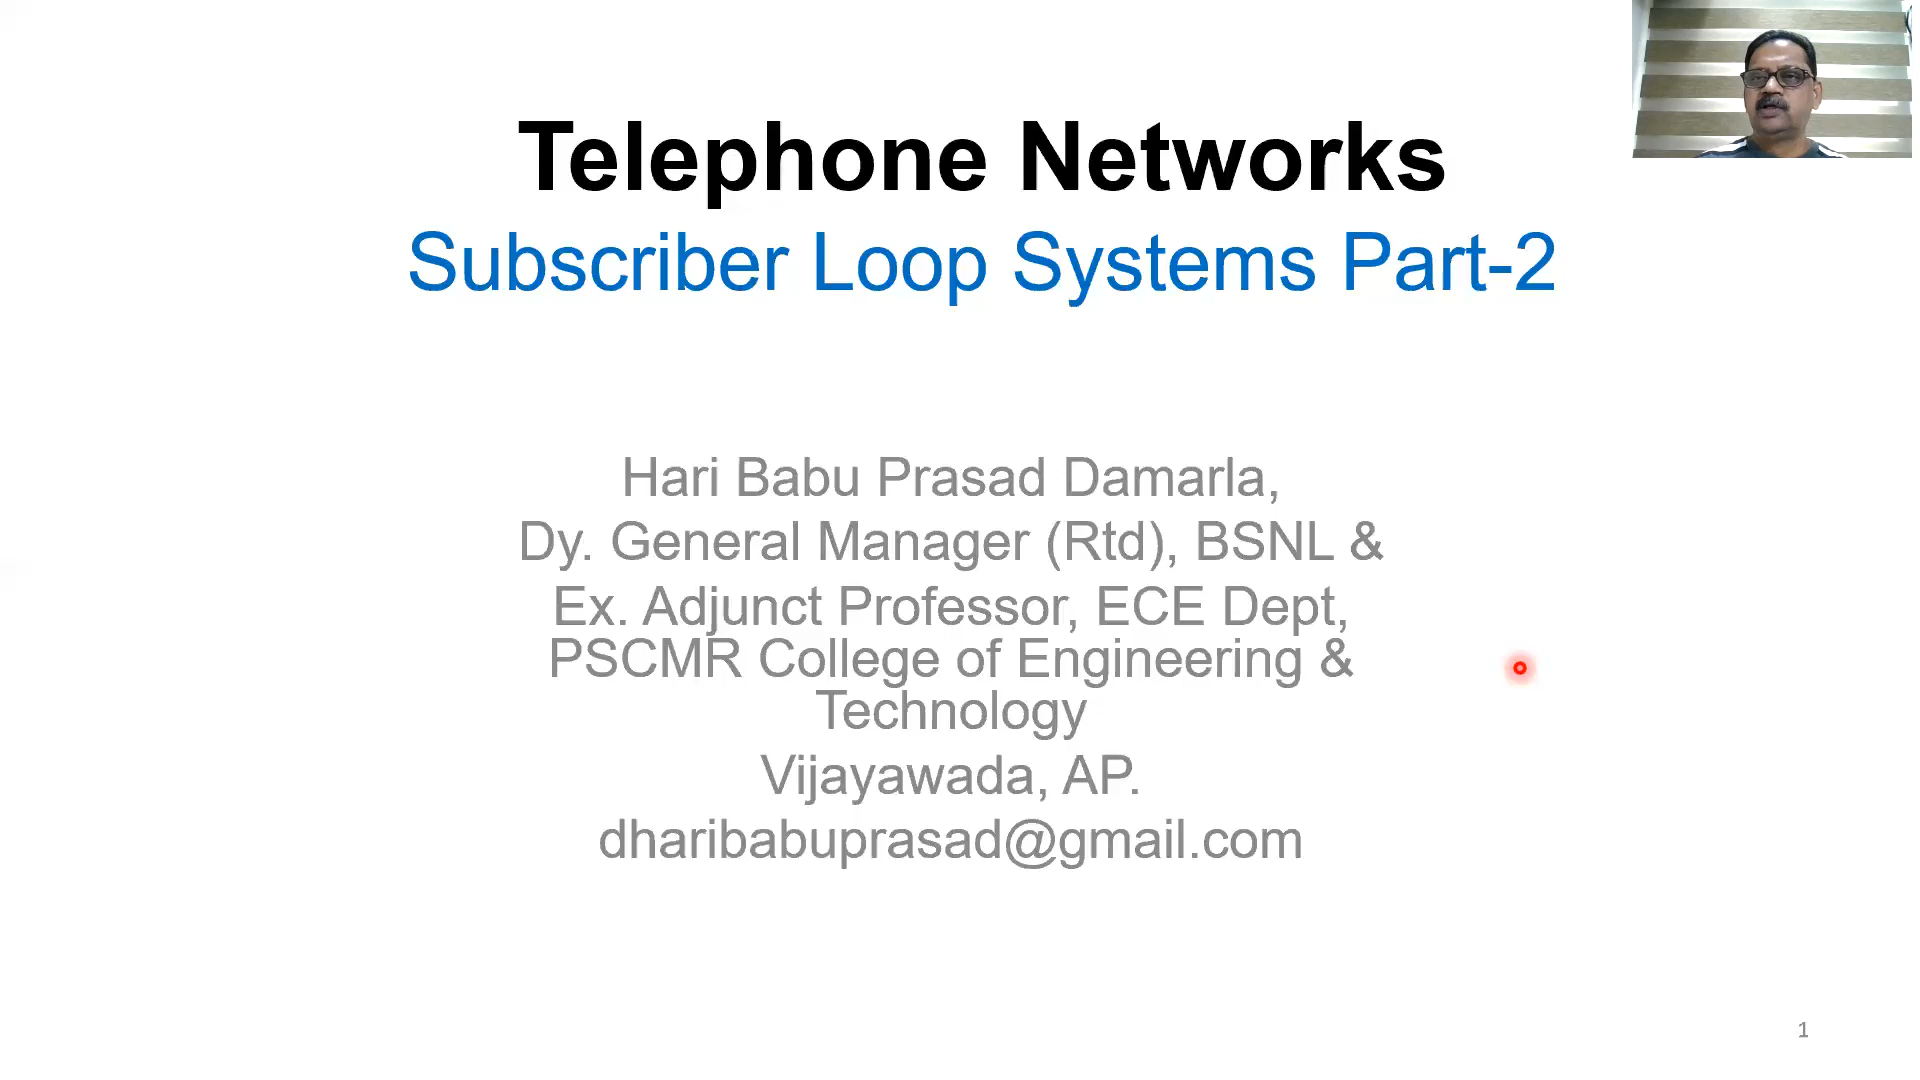 Telephone Networks
Subscriber Loop Systems Part-2
Hari Babu Prasad Damarla,
Dy. General Manager (Rtd), BSNL &
Ex. Adjunct Professor, ECE Dept,
PSCMR College of Engineering &
Technology
Vijayawada, AP.
dharibabuprasad@gmail.com
1